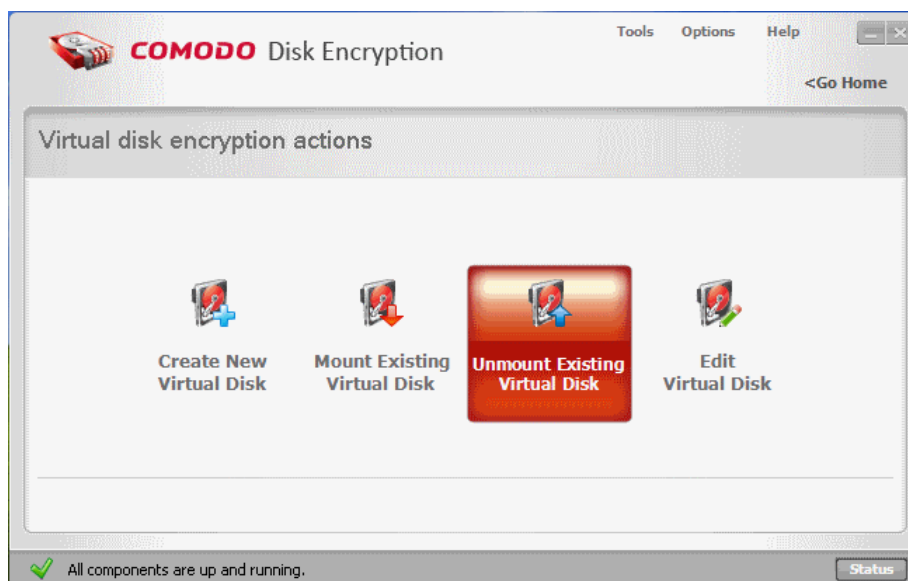 COMODO Disk Encryption
Tools Options Help
<Go Home
Virtual disk encryption actions
Create New
Virtual Disk
Mount Existing
Virtual Disk
Unmount Existing
Virtual Disk
Edit
Virtual Disk
All components are up and running.
Status